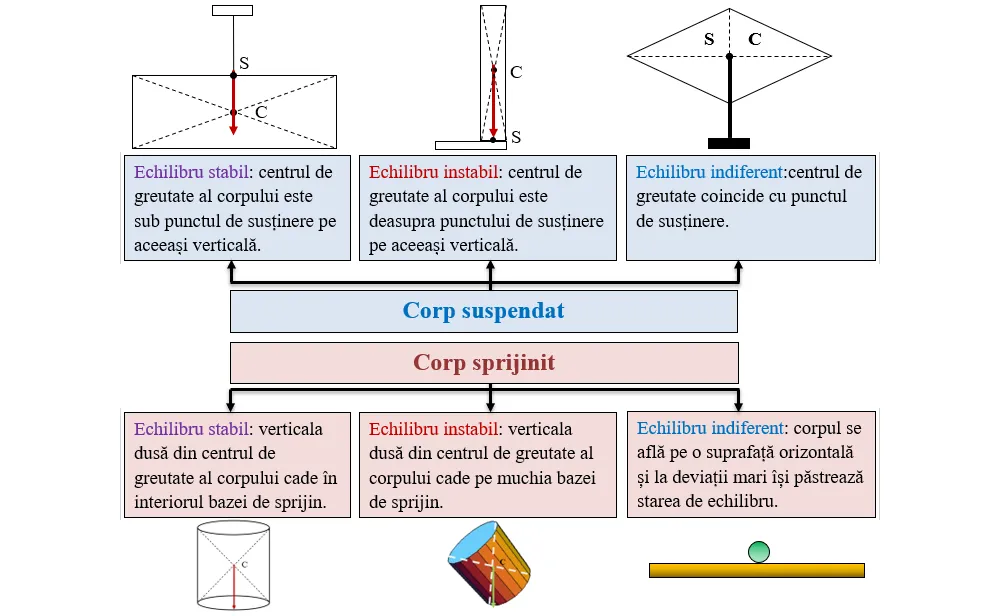 S
C
C
S
S C
Echilibru stabil: centrul de
greutate al corpului este
sub punctul de susținere pe
aceeași verticală.
Echilibru instabil: centrul de
greutate al corpului este
deasupra punctului de susținere
pe aceeași verticală.
Echilibru indiferent:centrul de
greutate coincide cu punctul
de susținere.
Corp suspendat
Corp sprijinit
Echilibru stabil: verticala
dusă din centrul de
greutate al corpului cade în
interiorul bazei de sprijin.
Echilibru instabil: verticala
dusă din centrul de greutate al
corpului cade pe muchia bazei
de sprijin.
Echilibru indiferent: corpul se
află pe o suprafață orizontală
și la deviații mari își păstrează
starea de echilibru.
C
C